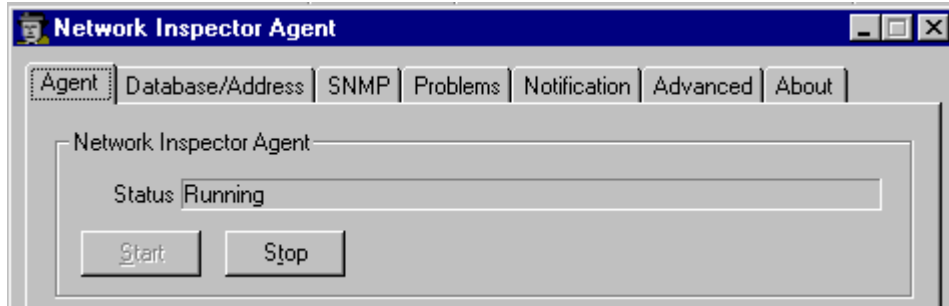 Network Inspector Agent
Agent Database/Address SNMP Problems Notification Advanced About
Network Inspector Agent
Status Running
Start Stop